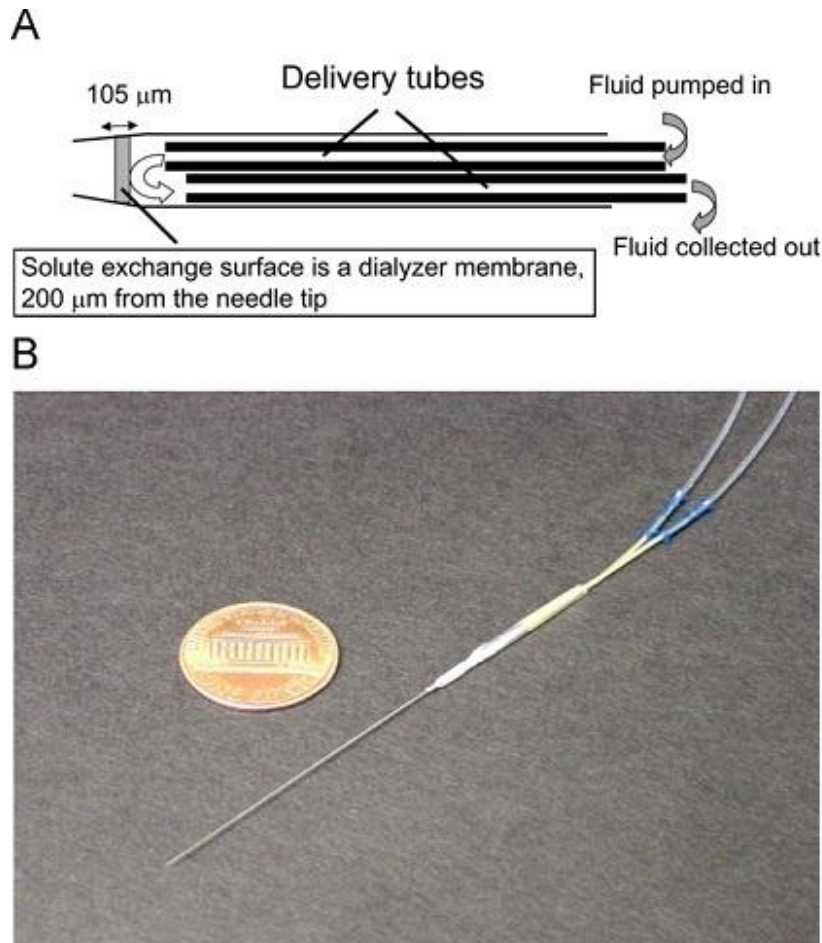 A
105 μm
Delivery tubes
Fluid pumped in
Fluid collected out
Solute exchange surface is a dialyzer membrane,
200 μm from the needle tip
B